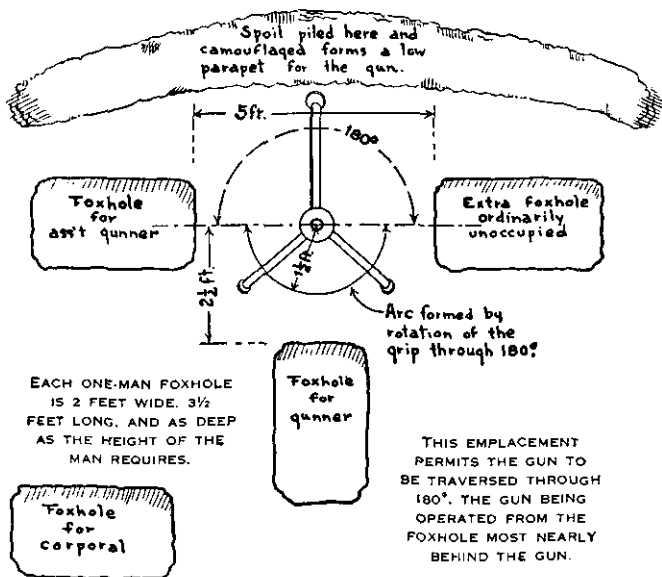 Spoil piled here and
camouflaged forms a low
parapet for the gun.
5ft.
180°
Foxhole
for
ass't gunner
Extra foxhole
ordinarily
unoccupied
1½ ft.
2½ ft.
Arc formed by
rotation of the
grip through 180°.
Foxhole
for
gunner
EACH ONE-MAN FOXHOLE
IS 2 FEET WIDE, 3½
FEET LONG, AND AS DEEP
AS THE HEIGHT OF THE
MAN REQUIRES.
THIS EMPLACEMENT
PERMITS THE GUN TO
BE TRAVERSED THROUGH
180°, THE GUN BEING
OPERATED FROM THE
FOXHOLE MOST NEARLY
BEHIND THE GUN.
Foxhole
for
corporal